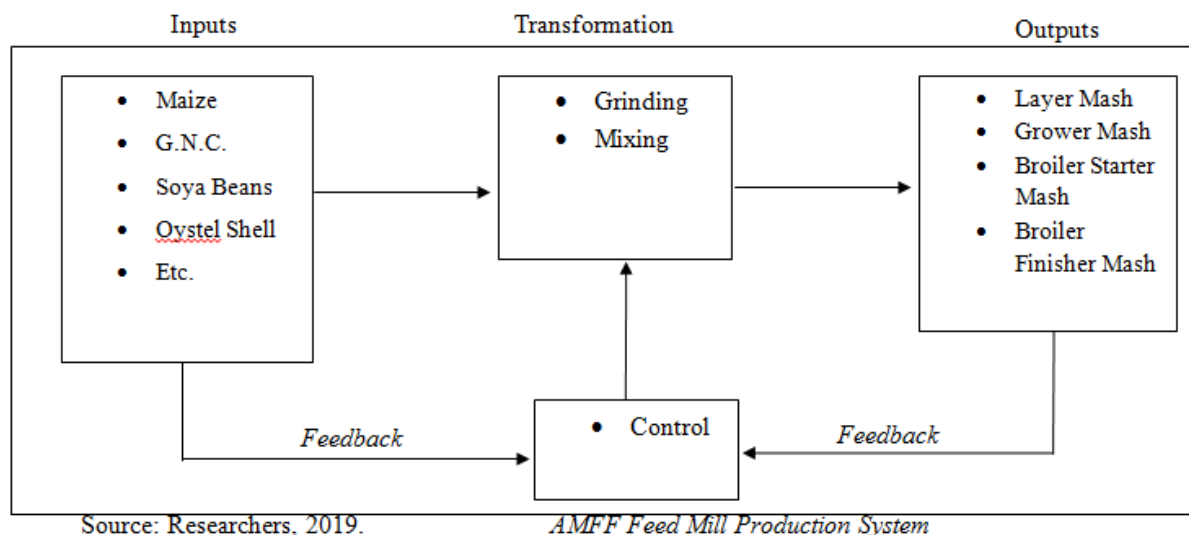 Inputs
Transformation
Outputs
• Maize
• G.N.C.
• Soya Beans
• Oystel Shell
• Etc.
• Grinding
• Mixing
• Layer Mash
• Grower Mash
• Broiler Starter
Mash
• Broiler
Finisher Mash
• Control
Feedback
Feedback
Source: Researchers, 2019.
AMFF Feed Mill Production System